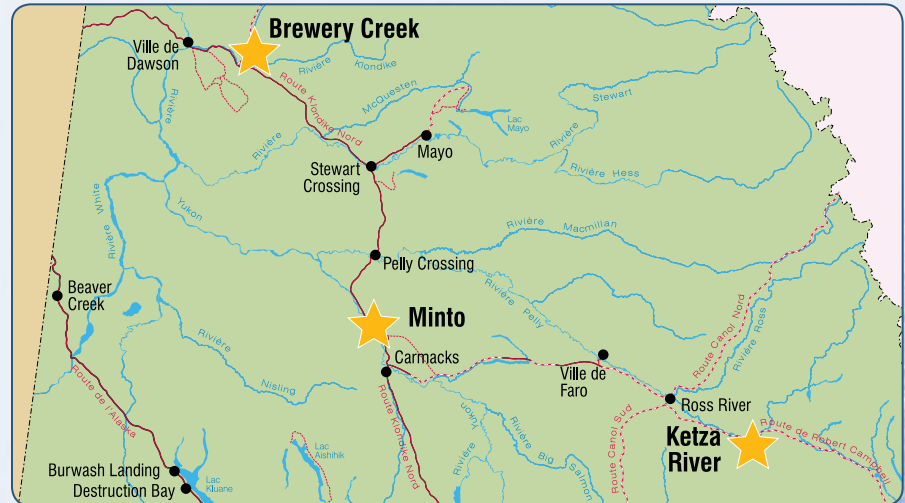 Brewery Creek
Ville de
Dawson
Rivière
Klondike
Route Klondike Nord
McQuesten
Rivière
Stewart
Rivière
Lac
Mayo
Mayo
Rivière
Stewart
Crossing
Rivière Hess
Rivière White
Yukon
Rivière Macmillan
Pelly Crossing
Rivière Pelly
Beaver
Creek
Minto
Route Canol Nord
Rivière Ross
Rivière
Nisling
Carmacks
Ville de
Faro
Route de l'Alaska
Route Klondike Nord
Ross River
Route Canol Sud
Ketza
River
Route de Robert Campbell
Rivière Yukon
Rivière Big Salmon
Lac
Aishihik
Burwash Landing
Destruction Bay
Lac
Kluane